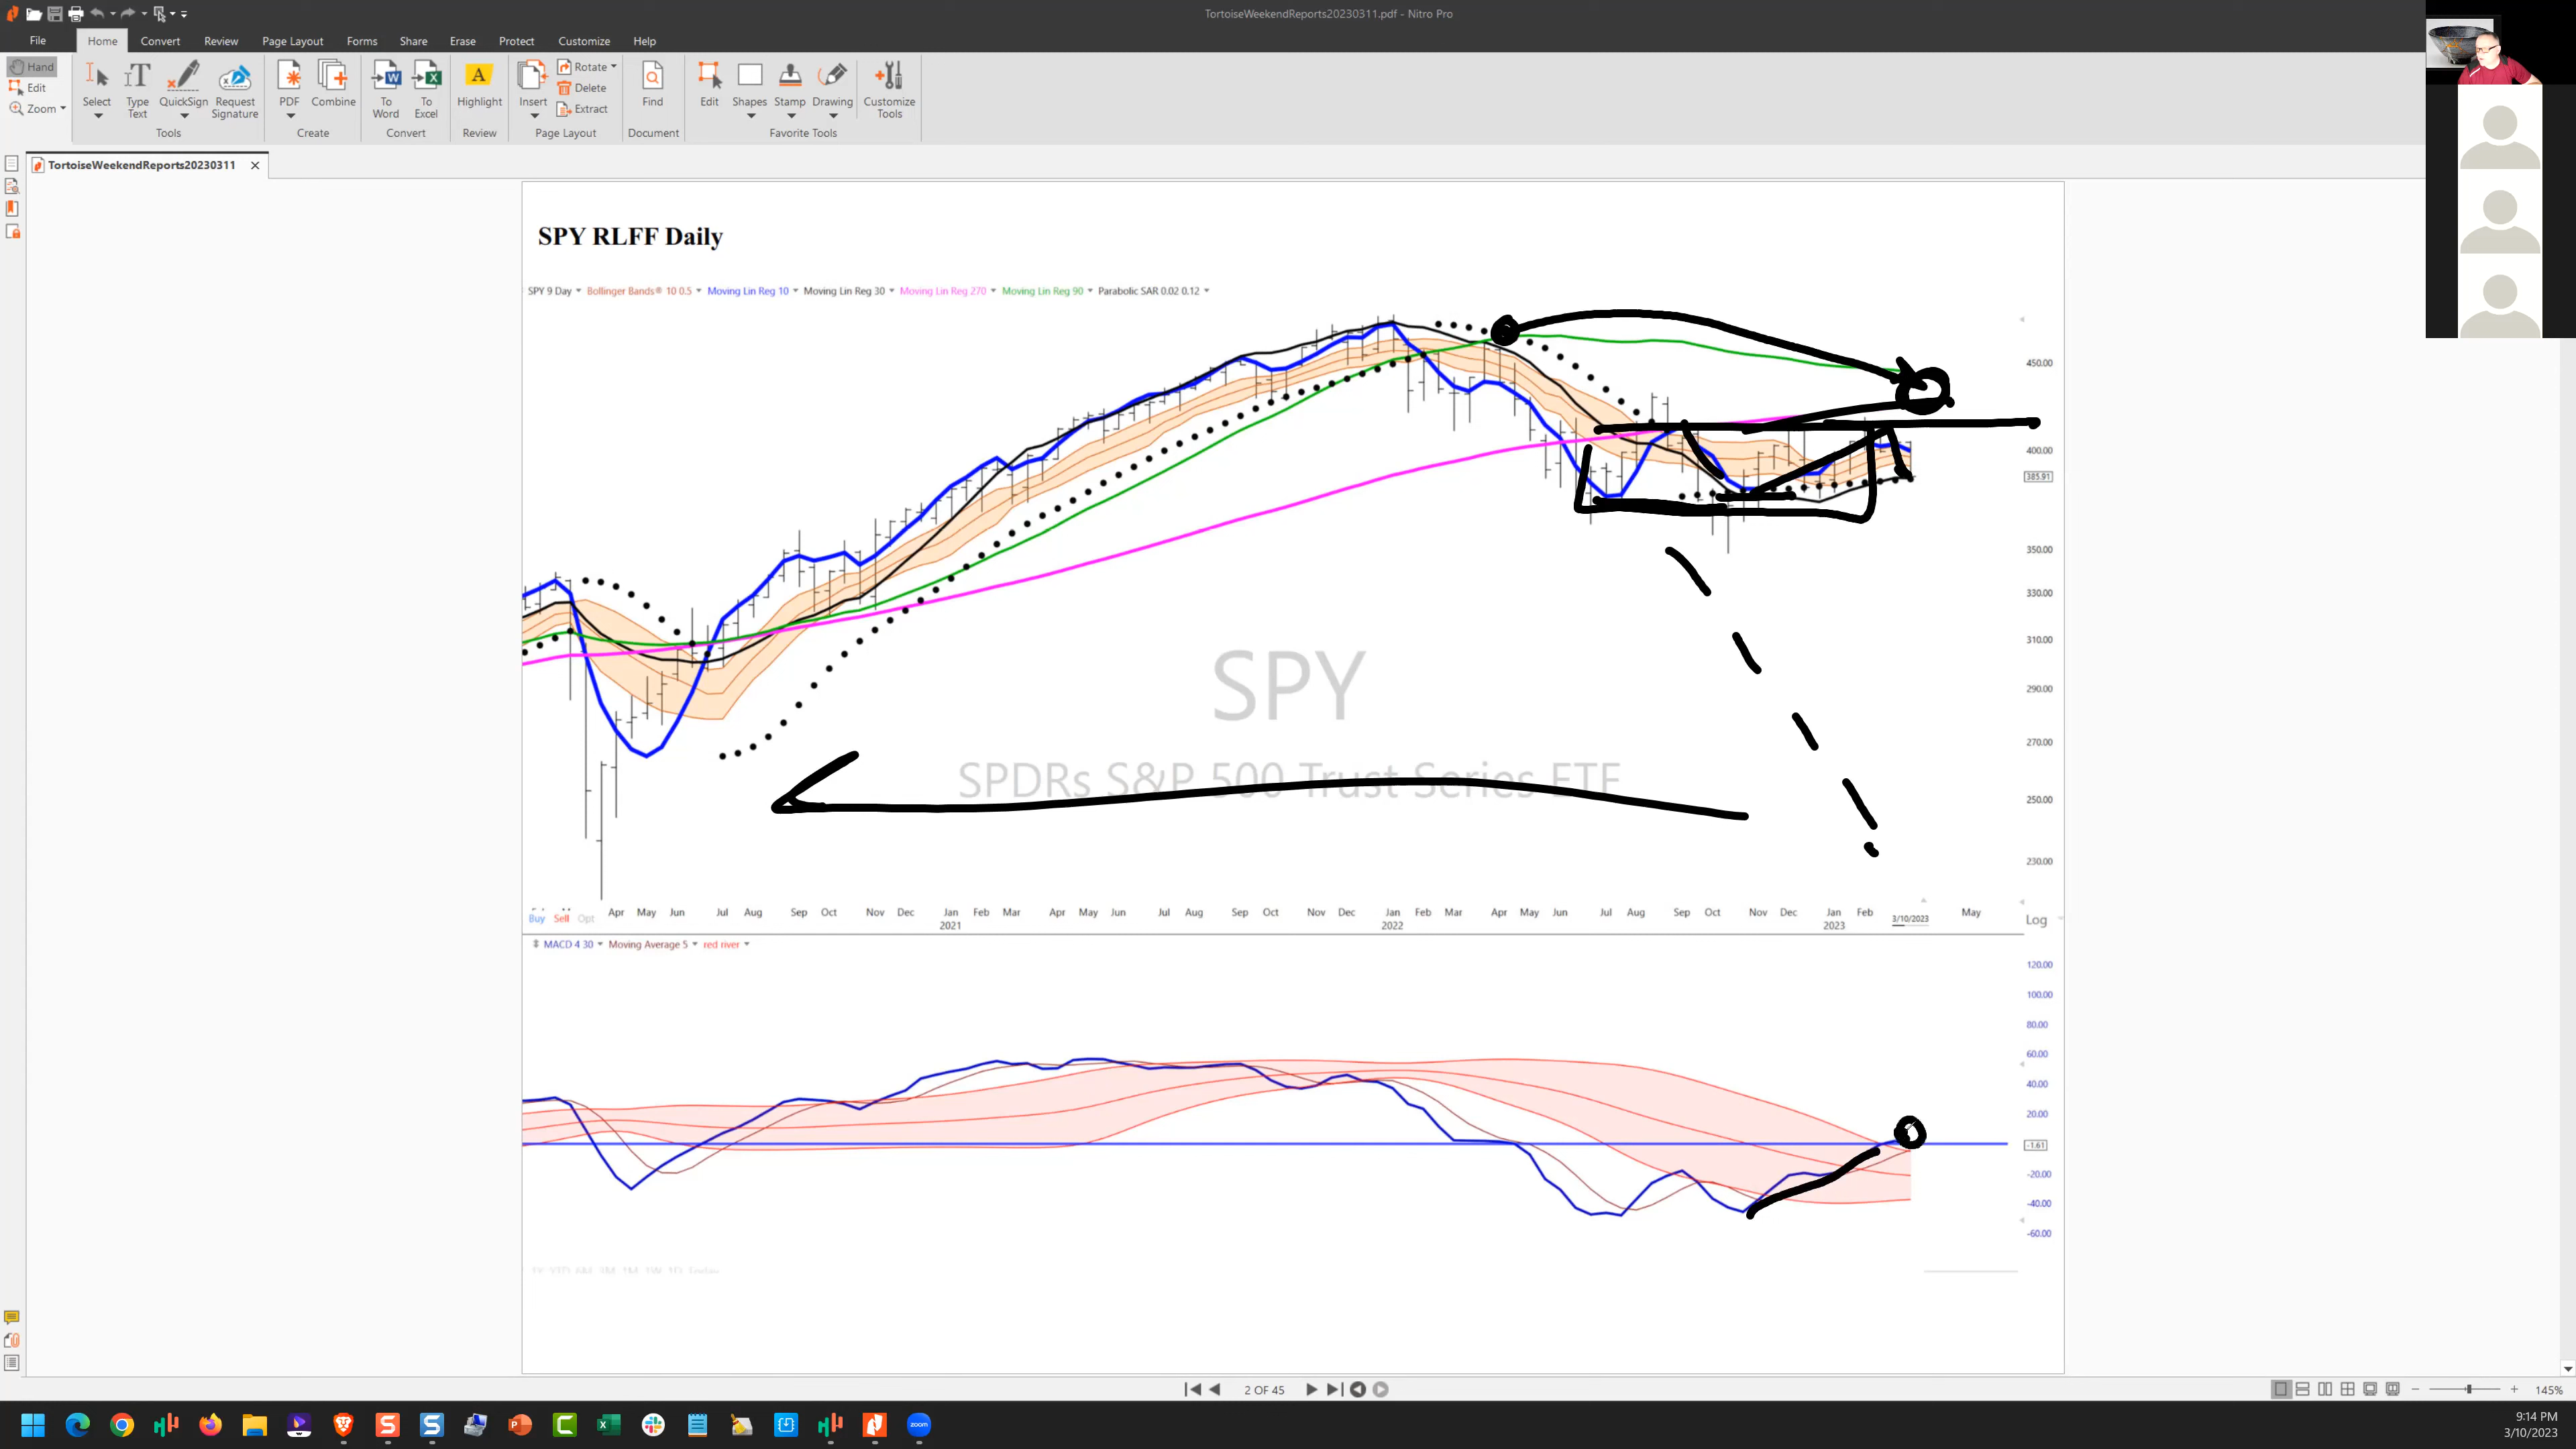 TortoiseWeekendReports20230311.pdf - Nitro Pro
File Home Convert Review Page Layout Forms Share Erase Protect Customize Help
Hand
Edit
Zoom
Select
Type Text
QuickSign
Request Signature
Tools
PDF
Combine
Create
To Word
To Excel
Convert
Highlight
Review
Insert
Rotate
Delete
Extract
Page Layout
Find
Document
Edit
Shapes
Stamp
Drawing
Customize Tools
Favorite Tools
TortoiseWeekendReports20230311
SPY RLFF Daily
SPY 9 Day Bollinger Bands® 10 0.5 Moving Lin Reg 10 Moving Lin Reg 30 Moving Lin Reg 270 Moving Lin Reg 90 Parabolic SAR 0.02 0.12
450.00
400.00
385.91
350.00
330.00
310.00
290.00
270.00
250.00
230.00
SPY
SPDRs S&P 500 Trust Series ETF
Buy Sell Opt
Apr May Jun Jul Aug Sep Oct Nov Dec Jan Feb Mar Apr May Jun Jul Aug Sep Oct Nov Dec Jan Feb Mar Apr May Jun Jul Aug Sep Oct Nov Dec Jan Feb 3/10/2023 May
2021 2022 2023
Log
MACD 4 30 Moving Average 5 red river
120.00
100.00
80.00
60.00
40.00
20.00
-1.61
-20.00
-40.00
-60.00
2 OF 45
145%
zoom
9:14 PM
3/10/2023